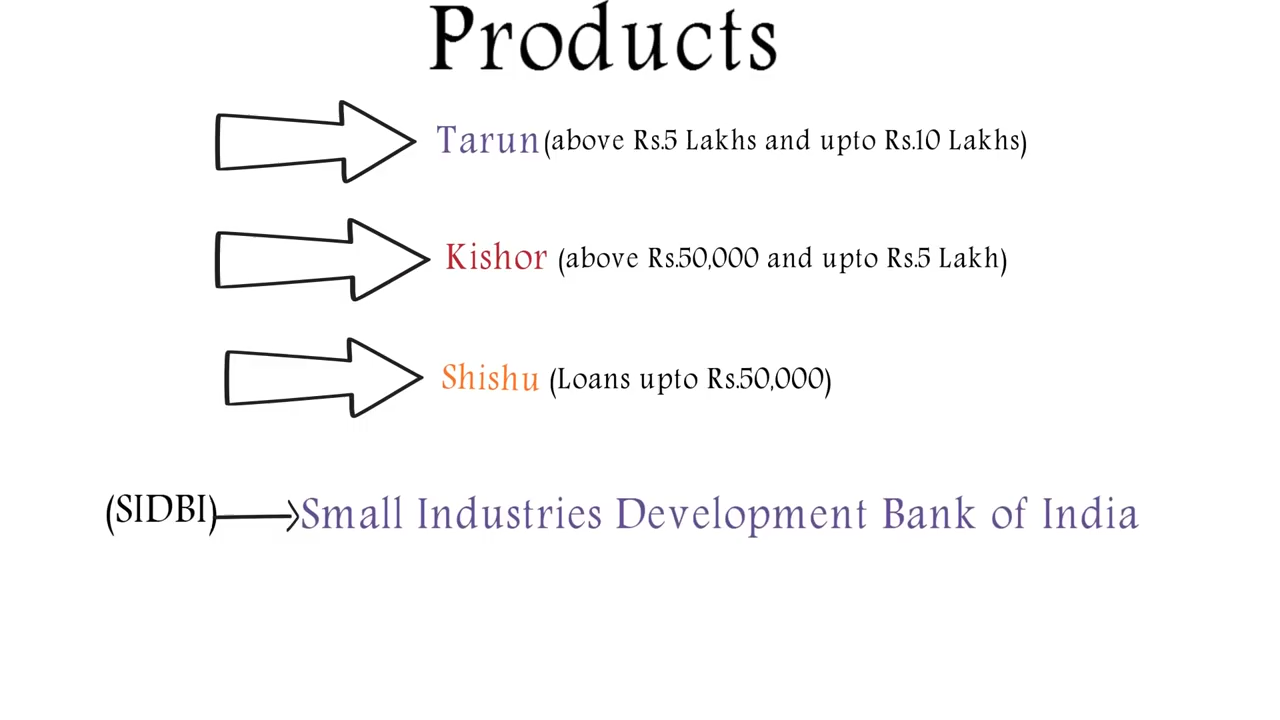 Products
Tarun (above Rs.5 Lakhs and upto Rs.10 Lakhs)
Kishor (above Rs.50,000 and upto Rs.5 Lakh)
Shishu (Loans upto Rs.50,000)
(SIDBI) Small Industries Development Bank of India